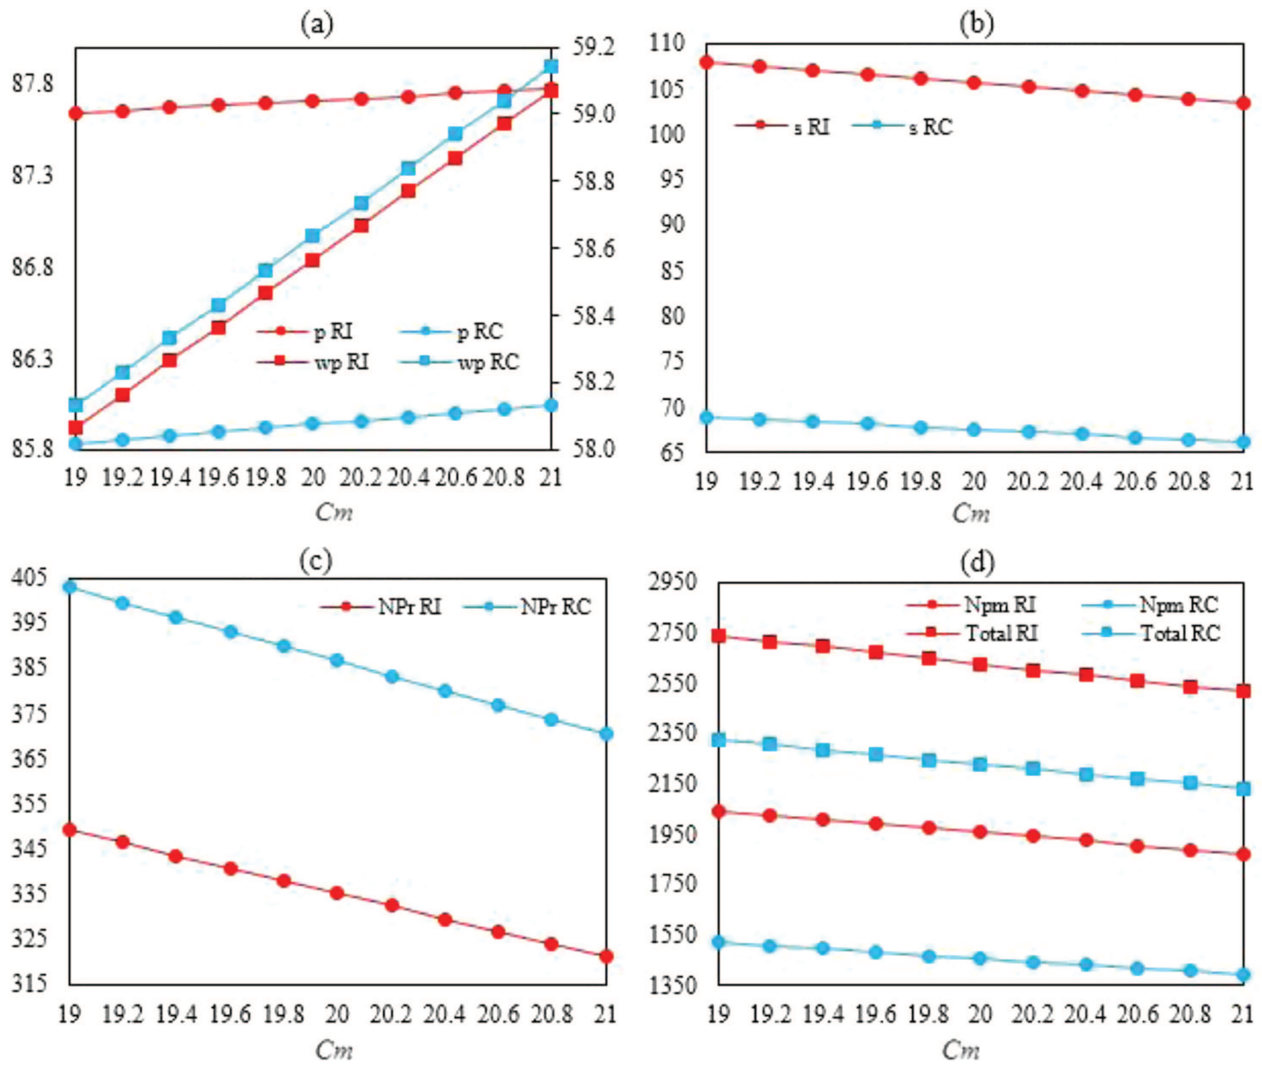 (a)
87.8
87.3
86.8
86.3
85.8
59.2
59.0
58.8
58.6
58.4
58.2
58.0
p RI
p RC
wp RI
wp RC
19 19.2 19.4 19.6 19.8 20 20.2 20.4 20.6 20.8 21
Cm
(b)
110
105
100
95
90
85
80
75
70
65
s RI
s RC
19 19.2 19.4 19.6 19.8 20 20.2 20.4 20.6 20.8 21
Cm
(c)
405
395
385
375
365
355
345
335
325
315
NPr RI
NPr RC
19 19.2 19.4 19.6 19.8 20 20.2 20.4 20.6 20.8 21
Cm
(d)
2950
2750
2550
2350
2150
1950
1750
1550
1350
Npm RI
Npm RC
Total RI
Total RC
19 19.2 19.4 19.6 19.8 20 20.2 20.4 20.6 20.8 21
Cm